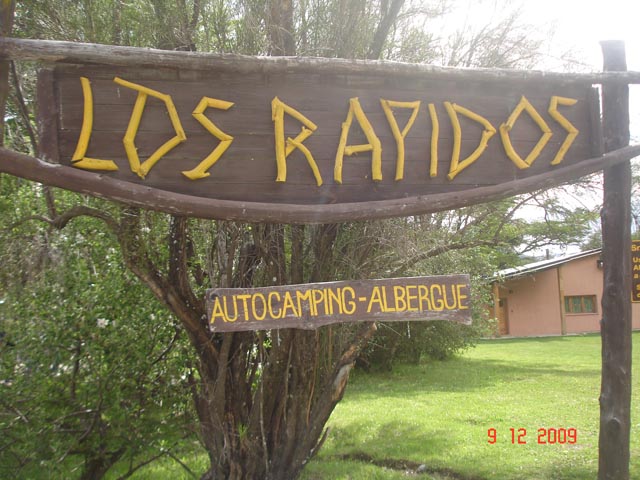 LOS RAPIDOS
AUTOCAMPING-ALBERGUE
9 12 2009